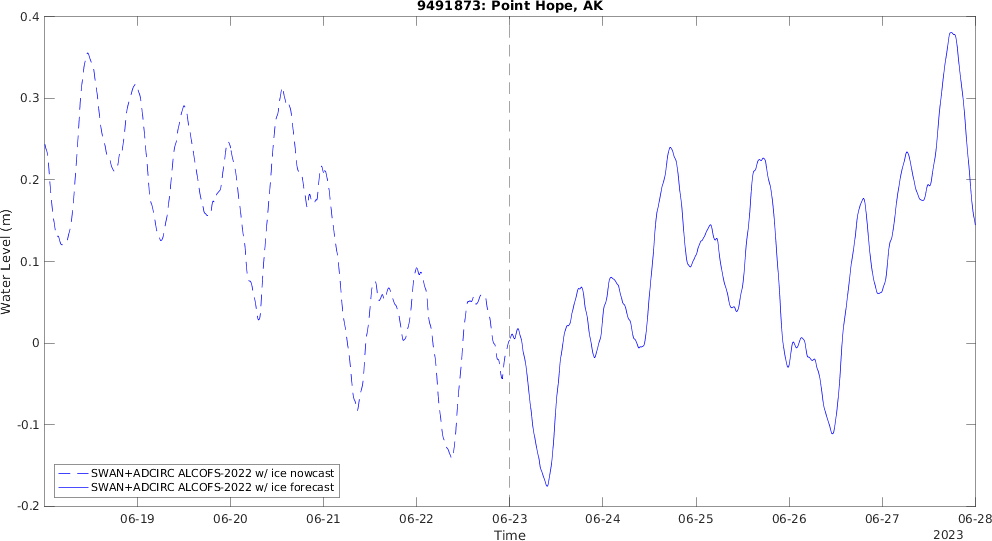 9491873: Point Hope, AK
0.4
0.3
0.2
0.1
0
-0.1
-0.2
Water Level (m)
SWAN+ADCIRC ALCOFS-2022 w/ ice nowcast
SWAN+ADCIRC ALCOFS-2022 w/ ice forecast
06-19 06-20 06-21 06-22 06-23 06-24 06-25 06-26 06-27 06-28
Time
2023